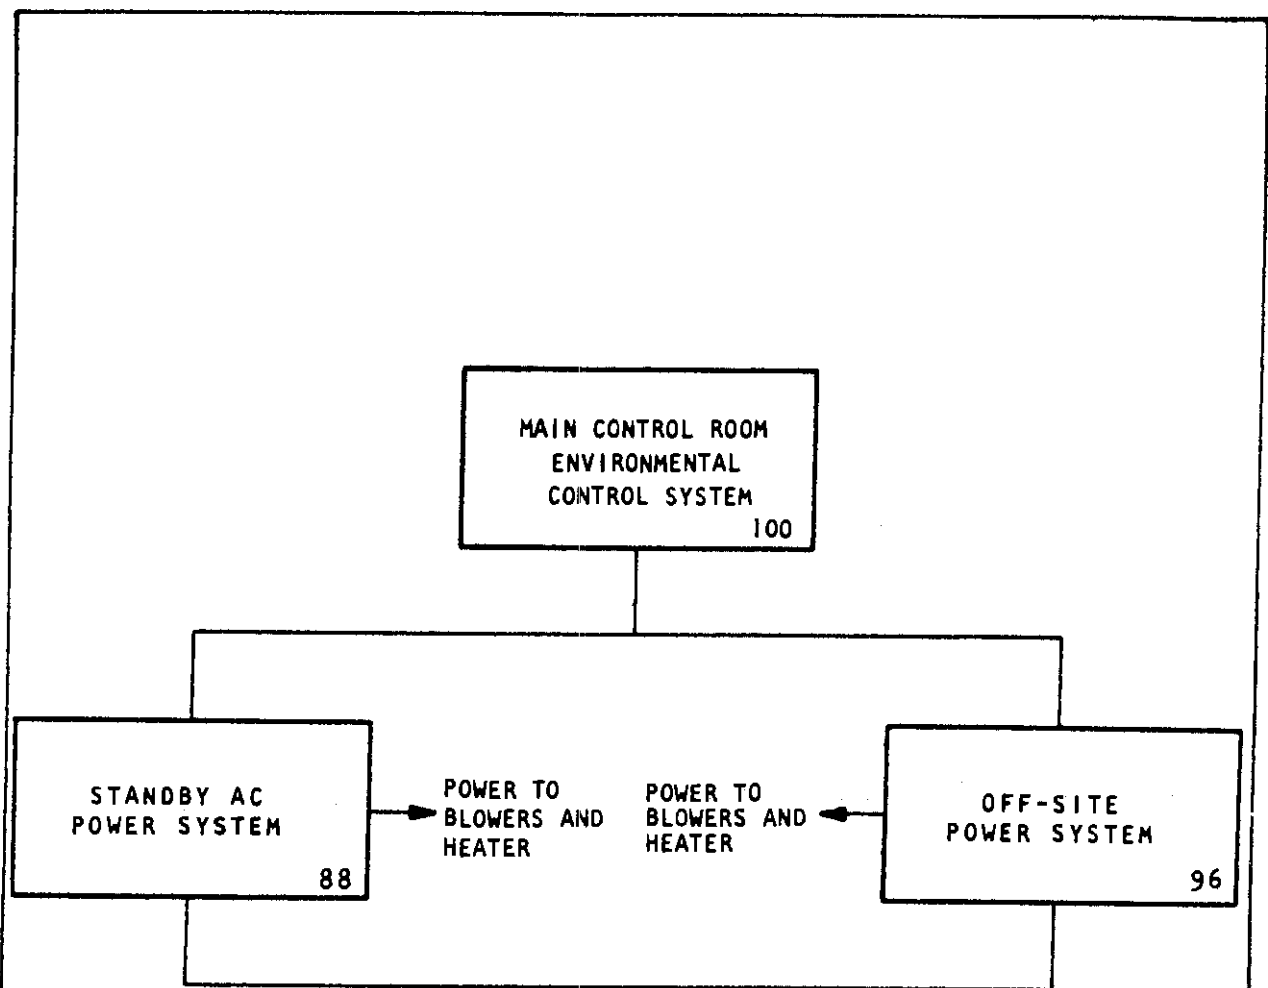 MAIN CONTROL ROOM
ENVIRONMENTAL
CONTROL SYSTEM
100
STANDBY AC
POWER SYSTEM
88
POWER TO
BLOWERS AND
HEATER
POWER TO
BLOWERS AND
HEATER
OFF-SITE
POWER SYSTEM
96